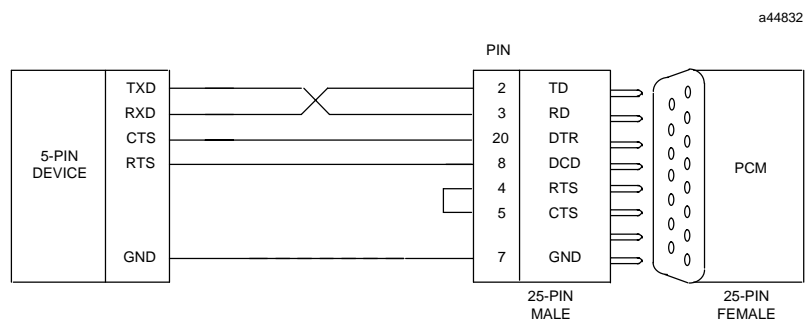 a44832
PIN
TXD 2 TD
RXD 3 RD
CTS 20 DTR
5-PIN
DEVICE
RTS 8 DCD
PCM
4 RTS
5 CTS
GND 7 GND
25-PIN
MALE
25-PIN
FEMALE